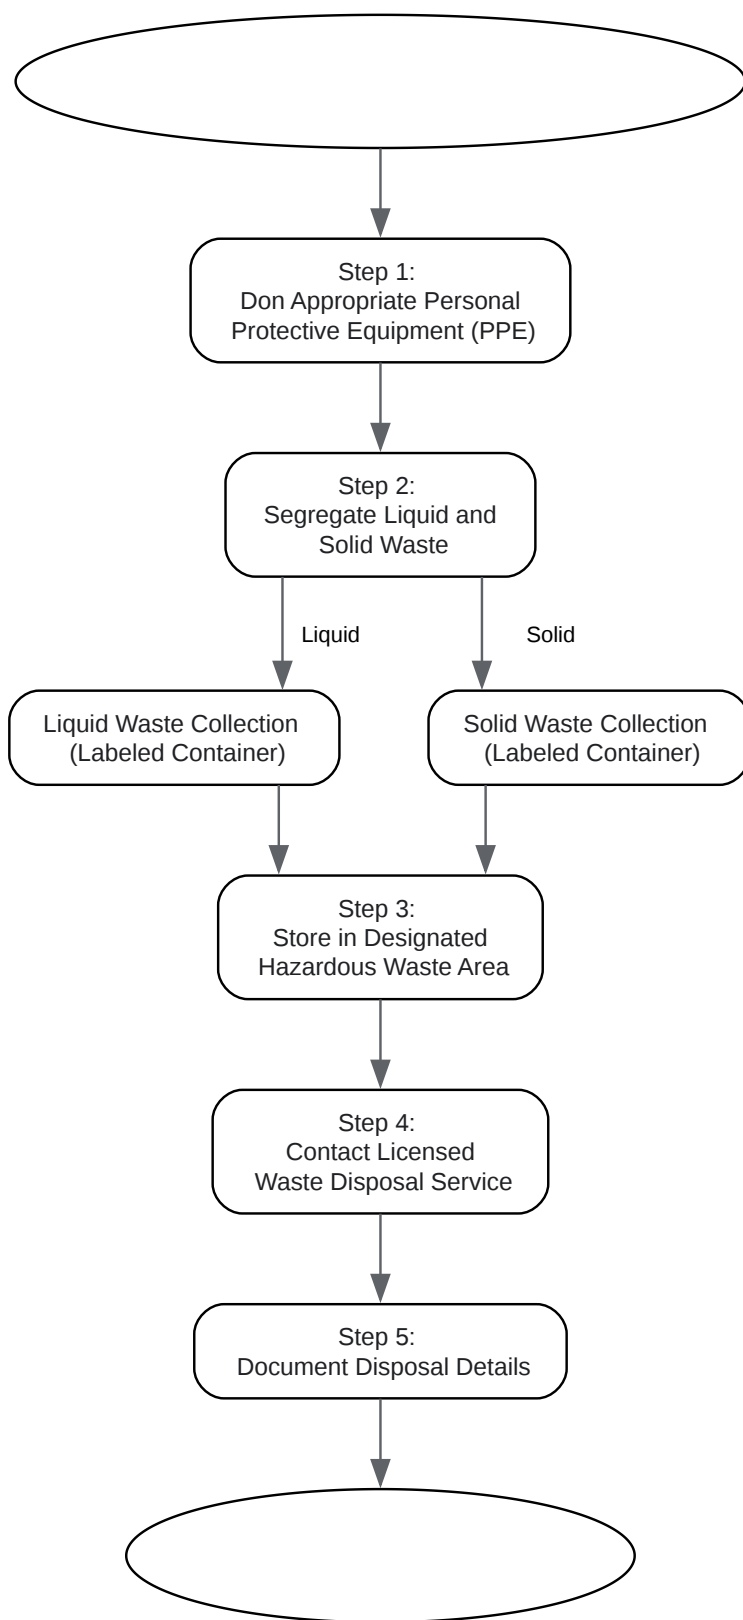 Step 1:
Don Appropriate Personal
Protective Equipment (PPE)
Step 2:
Segregate Liquid and
Solid Waste
Liquid
Solid
Liquid Waste Collection
(Labeled Container)
Solid Waste Collection
(Labeled Container)
Step 3:
Store in Designated
Hazardous Waste Area
Step 4:
Contact Licensed
Waste Disposal Service
Step 5:
Document Disposal Details